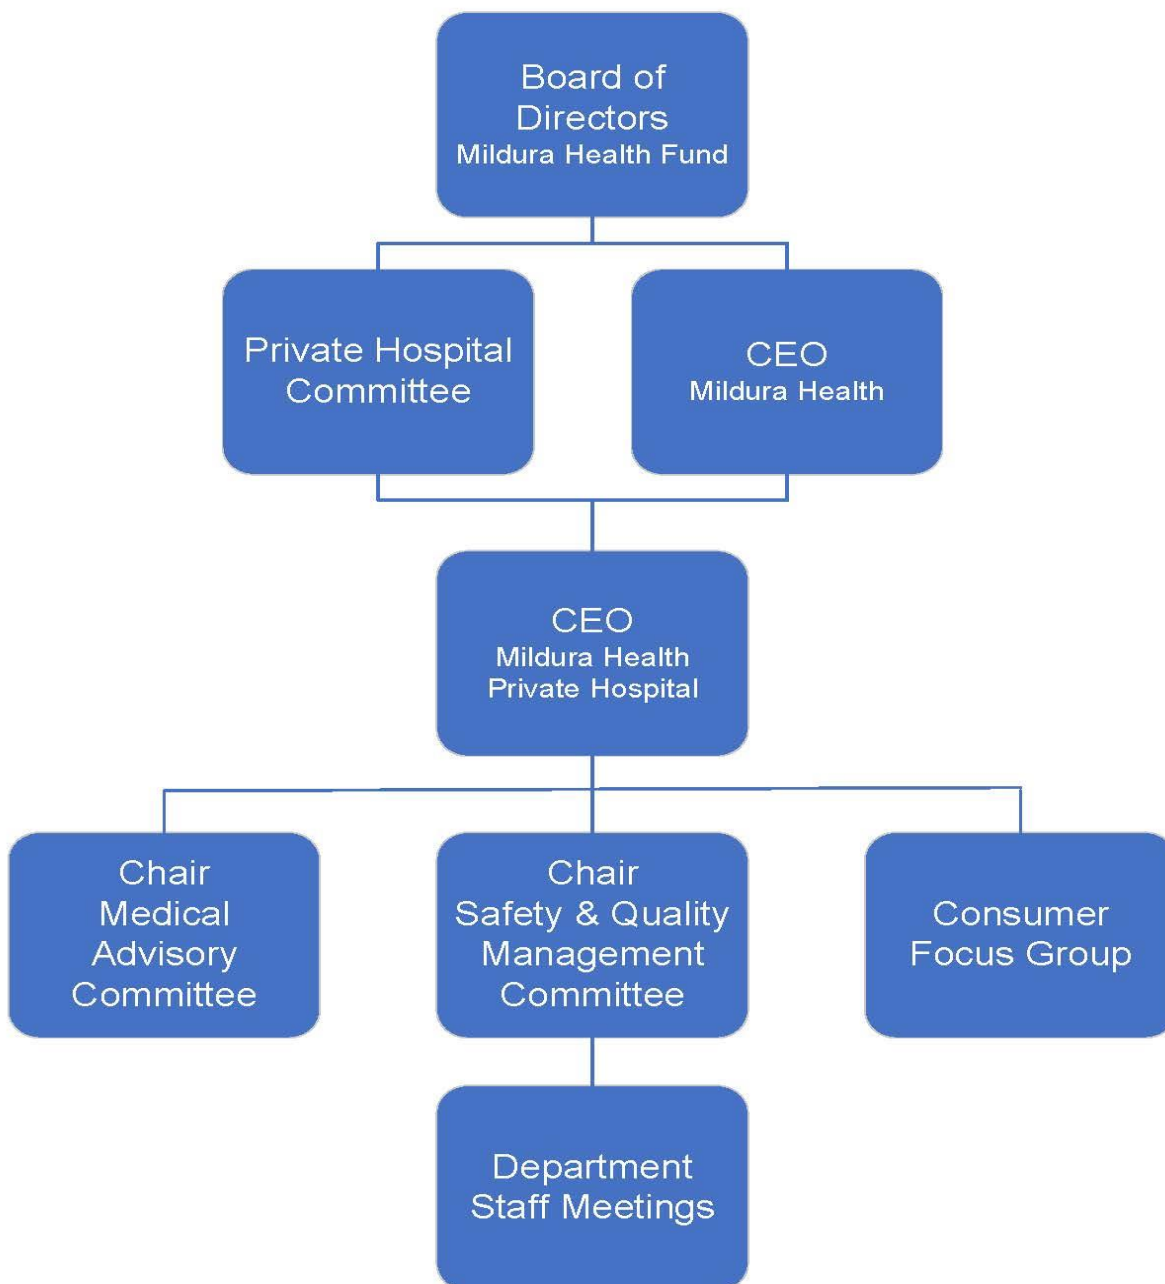 Board of
Directors
Mildura Health Fund
Private Hospital
Committee
CEO
Mildura Health
CEO
Mildura Health
Private Hospital
Chair
Medical
Advisory
Committee
Chair
Safety & Quality
Management
Committee
Consumer
Focus Group
Department
Staff Meetings